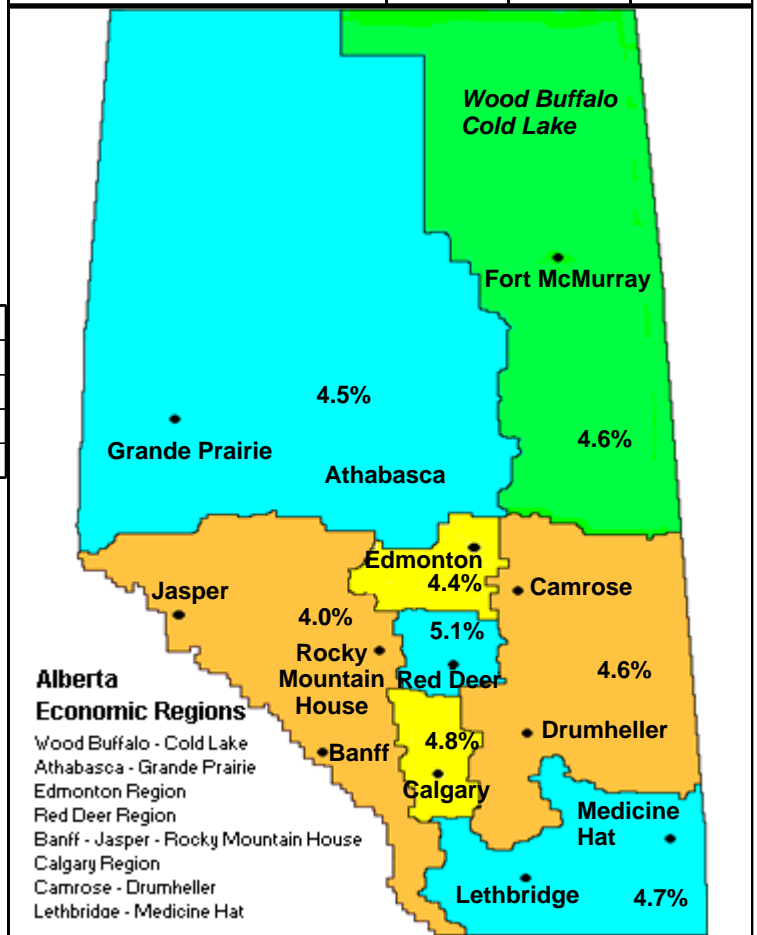 Wood Buffalo
Cold Lake
Fort McMurray
4.5%
4.6%
Grande Prairie
Athabasca
Edmonton
4.4%
Camrose
Jasper
4.0%
5.1%
Rocky
Mountain
House
Red Deer
4.6%
Alberta
Economic Regions
Drumheller
4.8%
Banff
Calgary
Wood Buffalo - Cold Lake
Athabasca - Grande Prairie
Edmonton Region
Red Deer Region
Banff - Jasper - Rocky Mountain House
Calgary Region
Camrose - Drumheller
Lethbridge - Medicine Hat
Medicine
Hat
Lethbridge
4.7%